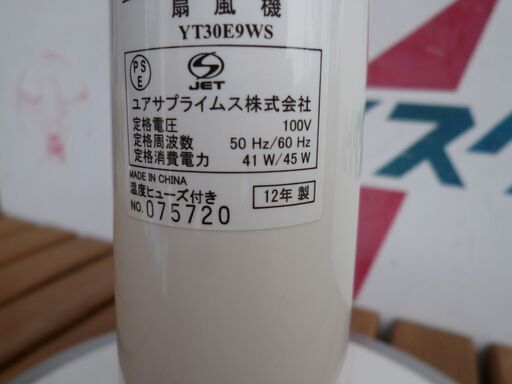 扇風機
YT30E9WS
PSE
JET
ユアサプライムス株式会社
定格電圧 100V
定格周波数 50 Hz/60 Hz
定格消費電力 41 W/45 W
MADE IN CHINA
温度ヒューズ付き
NO. 075720
12年 製
スク